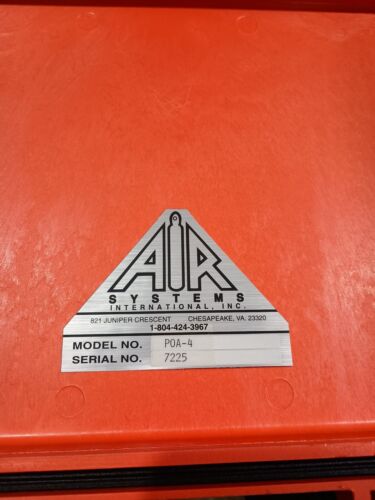 AIR
SYSTEMS
INTERNATIONAL, INC.
821 JUNIPER CRESCENT CHESAPEAKE, VA. 23320
1-804-424-3967
MODEL NO. POA-4
SERIAL NO. 7225